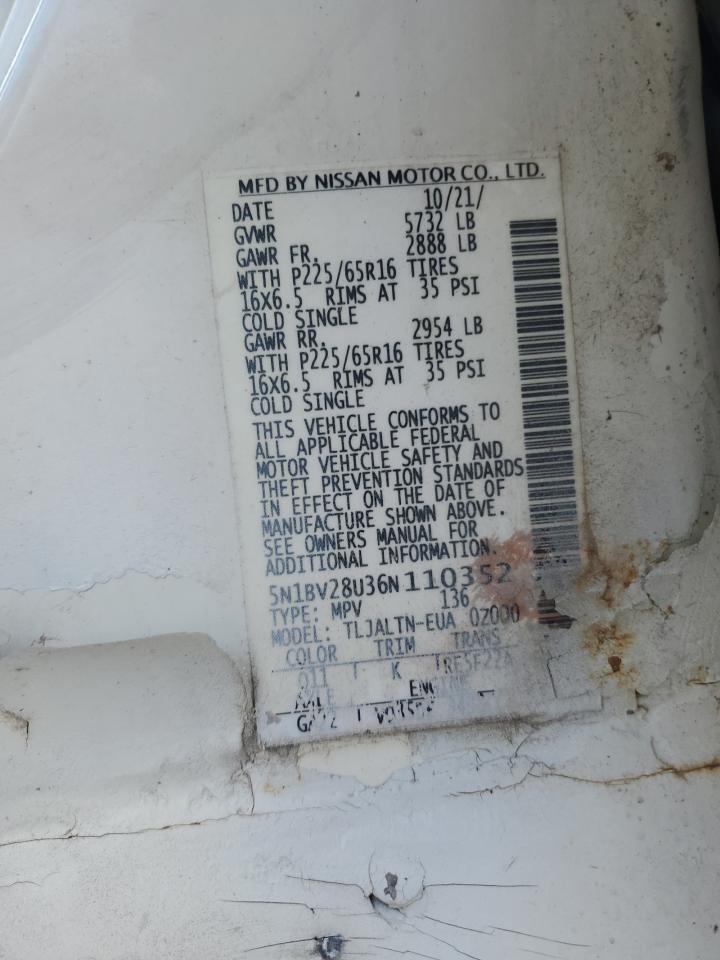 MFD BY NISSAN MOTOR CO., LTD.
DATE 10/21/
GVWR 5732 LB
GAWR FR. 2888 LB
WITH P225/65R16 TIRES
16X6.5 RIMS AT 35 PSI
COLD SINGLE
GAWR RR. 2954 LB
WITH P225/65R16 TIRES
16X6.5 RIMS AT 35 PSI
COLD SINGLE
THIS VEHICLE CONFORMS TO
ALL APPLICABLE FEDERAL
MOTOR VEHICLE SAFETY AND
THEFT PREVENTION STANDARDS
IN EFFECT ON THE DATE OF
MANUFACTURE SHOWN ABOVE.
SEE OWNERS MANUAL FOR
ADDITIONAL INFORMATION.
5N1BV28U36N110352
TYPE: MPV 136
MODEL: TLJALTN-EUA 02000
COLOR TRIM TRANS
011 K RE5F22A